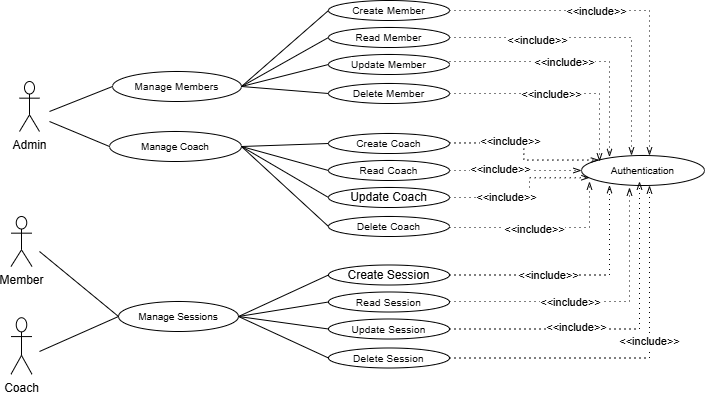 Create Member
<<include>>
Read Member
<<include>>
Update Member
<<include>>
Manage Members
Delete Member
<<include>>
Admin
Manage Coach
Create Coach
<<include>>
Read Coach
<<include>>
Authentication
Update Coach
<<include>>
Delete Coach
<<include>>
Member
Create Session
<<include>>
Read Session
<<include>>
Manage Sessions
Update Session
<<include>>
<<include>>
Delete Session
Coach